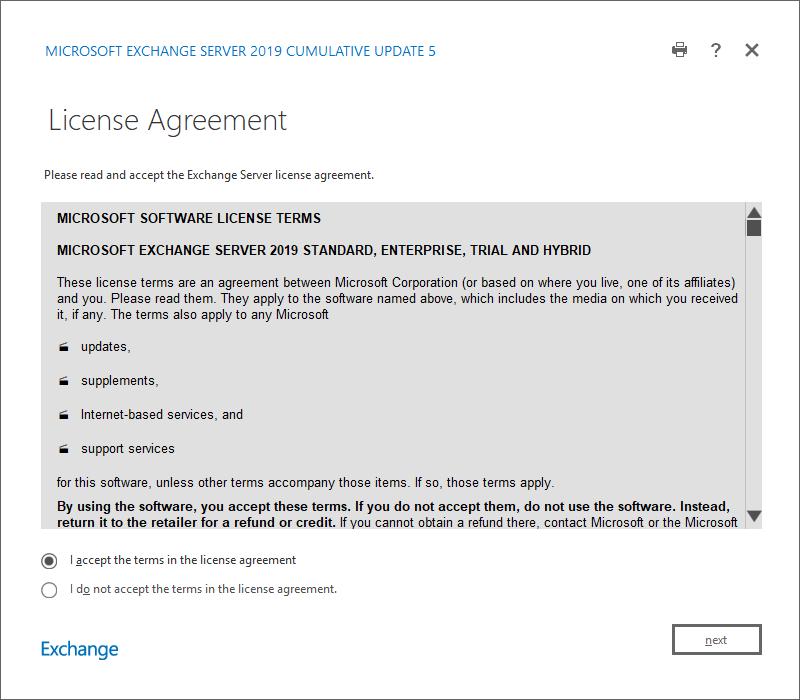 MICROSOFT EXCHANGE SERVER 2019 CUMULATIVE UPDATE 5
?
License Agreement
Please read and accept the Exchange Server license agreement.
MICROSOFT SOFTWARE LICENSE TERMS
MICROSOFT EXCHANGE SERVER 2019 STANDARD, ENTERPRISE, TRIAL AND HYBRID
These license terms are an agreement between Microsoft Corporation (or based on where you live, one of its affiliates)
and you. Please read them. They apply to the software named above, which includes the media on which you received
it, if any. The terms also apply to any Microsoft
updates,
supplements,
Internet-based services, and
support services
for this software, unless other terms accompany those items. If so, those terms apply.
By using the software, you accept these terms. If you do not accept them, do not use the software. Instead,
return it to the retailer for a refund or credit. If you cannot obtain a refund there, contact Microsoft or the Microsoft
I accept the terms in the license agreement
I do not accept the terms in the license agreement.
Exchange
next